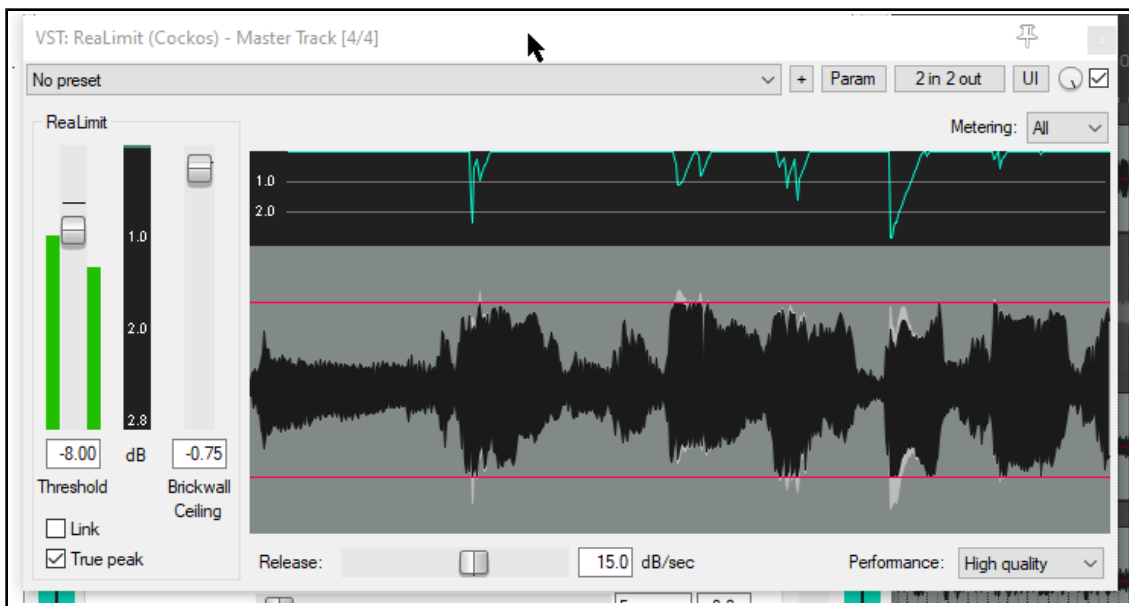 VST: ReaLimit (Cockos) - Master Track [4/4]
No preset
+ Param 2 in 2 out UI
ReaLimit
Metering: All
1.0
2.0
1.0
2.0
2.8
-8.00 dB -0.75
Threshold Brickwall
Ceiling
Link
True peak
Release: 15.0 dB/sec Performance: High quality